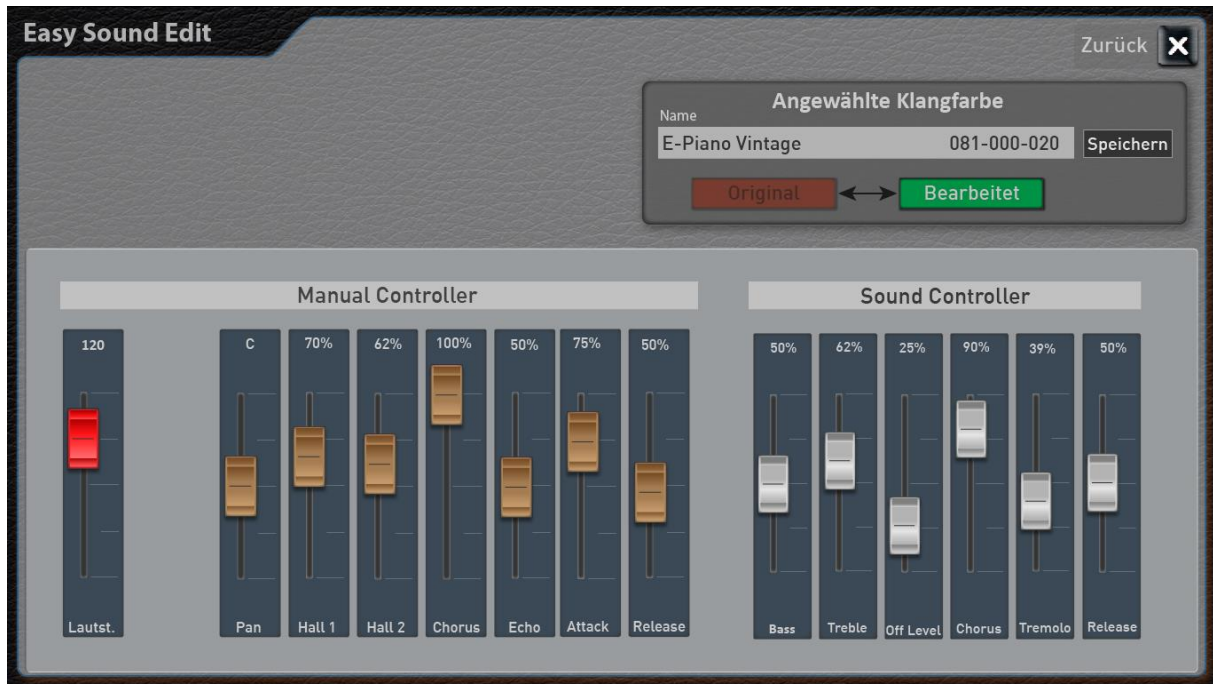 Easy Sound Edit
Zurück X
Angewählte Klangfarbe
Name
E-Piano Vintage 081-000-020 Speichern
Original Bearbeitet
Manual Controller Sound Controller
120 C 70% 62% 100% 50% 75% 50% 50% 62% 25% 90% 39% 50%
Lautst. Pan Hall 1 Hall 2 Chorus Echo Attack Release Bass Treble Off Level Chorus Tremolo Release